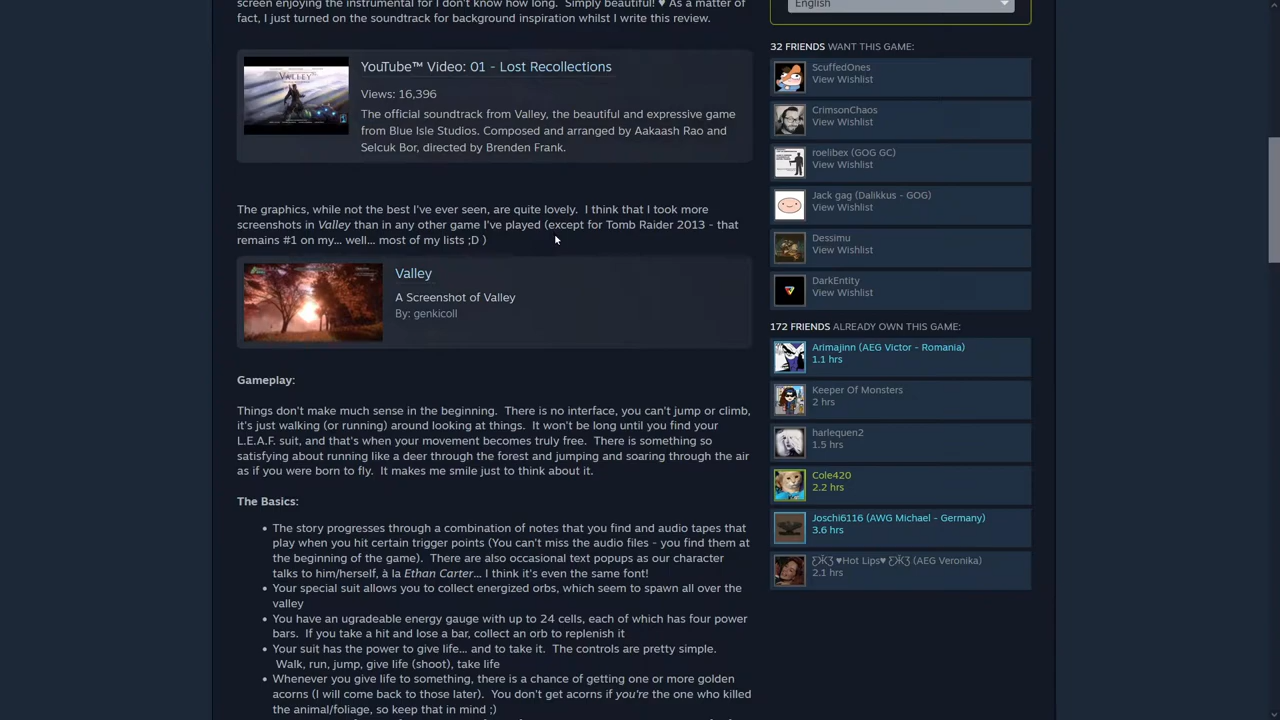 screen enjoying the instrumental for I don't know how long.  Simply beautiful! ♥ As a matter of
fact, I just turned on the soundtrack for background inspiration whilst I write this review.
YouTube™ Video: 01 - Lost Recollections
Views: 16,396
The official soundtrack from Valley, the beautiful and expressive game
from Blue Isle Studios. Composed and arranged by Aakaash Rao and
Selcuk Bor, directed by Brenden Frank.
The graphics, while not the best I've ever seen, are quite lovely.  I think that I took more
screenshots in Valley than in any other game I've played (except for Tomb Raider 2013 - that
remains #1 on my... well... most of my lists ;D )
Valley
A Screenshot of Valley
By: genkicoll
Gameplay:
Things don't make much sense in the beginning.  There is no interface, you can't jump or climb,
it's just walking (or running) around looking at things.  It won't be long until you find your
L.E.A.F. suit, and that's when your movement becomes truly free.  There is something so
satisfying about running like a deer through the forest and jumping and soaring through the air
as if you were born to fly.  It makes me smile just to think about it.
The Basics:
• The story progresses through a combination of notes that you find and audio tapes that
play when you hit certain trigger points (You can't miss the audio files - you find them at
the beginning of the game).  There are also occasional text popups as our character
talks to him/herself, à la Ethan Carter... I think it's even the same font!
• Your special suit allows you to collect energized orbs, which seem to spawn all over the
valley
• You have an ugradeable energy gauge with up to 24 cells, each of which has four power
bars.  If you take a hit and lose a bar, collect an orb to replenish it
• Your suit has the power to give life... and to take it.  The controls are pretty simple.
Walk, run, jump, give life (shoot), take life
• Whenever you give life to something, there is a chance of getting one or more golden
acorns (I will come back to those later).  You don't get acorns if you're the one who killed
the animal/foliage, so keep that in mind ;)
English
32 FRIENDS WANT THIS GAME:
ScuffedOnes
View Wishlist
CrimsonChaos
View Wishlist
roelibex (GOG GC)
View Wishlist
Jack gag (Dalikkus - GOG)
View Wishlist
Dessimu
View Wishlist
DarkEntity
View Wishlist
172 FRIENDS ALREADY OWN THIS GAME:
Arimajinn (AEG Victor - Romania)
1.1 hrs
Keeper Of Monsters
2 hrs
harlequen2
1.5 hrs
Cole420
2.2 hrs
Joschi6116 (AWG Michael - Germany)
3.6 hrs
Ƹ̵̡Ӝ̵̨̄Ʒ ♥Hot Lips♥ Ƹ̵̡Ӝ̵̨̄Ʒ (AEG Veronika)
2.1 hrs